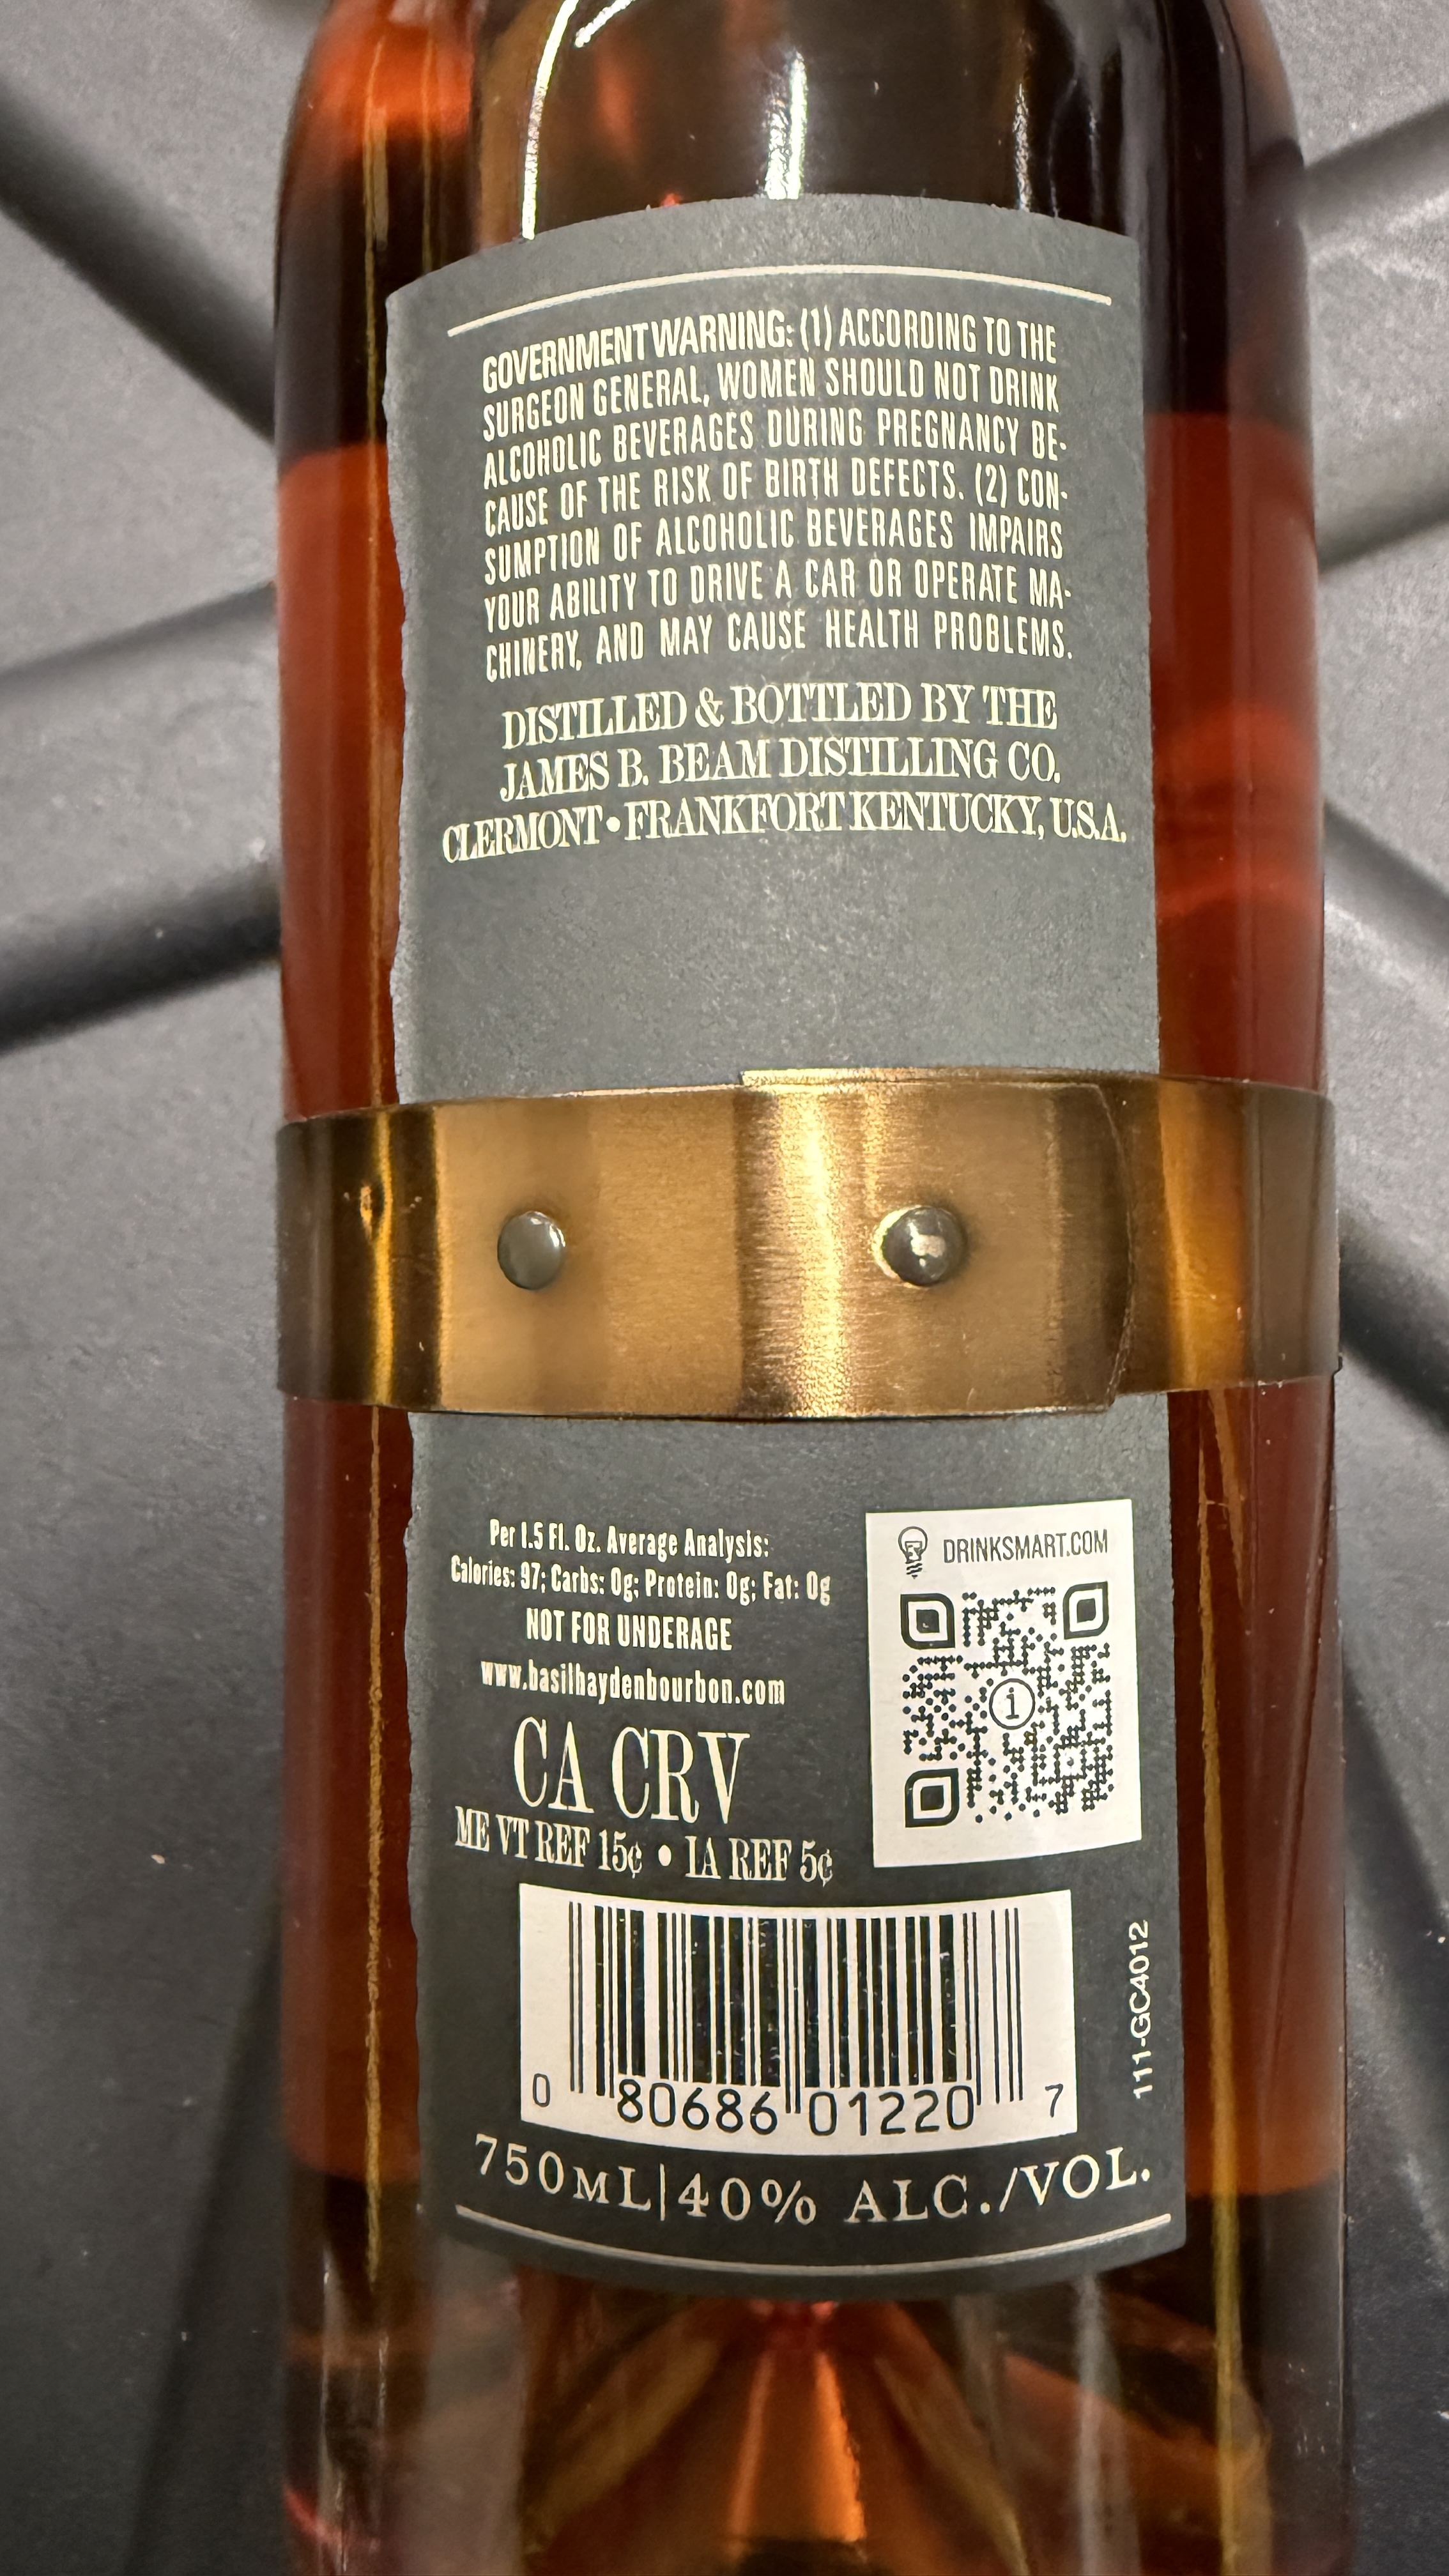 GOVERNMENT WARNING: (1) ACCORDING TO THE
SURGEON GENERAL, WOMEN SHOULD NOT DRINK
ALCOHOLIC BEVERAGES DURING PREGNANCY BE-
CAUSE OF THE RISK OF BIRTH DEFECTS. (2) CON-
SUMPTION OF ALCOHOLIC BEVERAGES IMPAIRS
YOUR ABILITY TO DRIVE A CAR OR OPERATE MA-
CHINERY, AND MAY CAUSE HEALTH PROBLEMS.
DISTILLED & BOTTLED BY THE
JAMES B. BEAM DISTILLING CO.
CLERMONT • FRANKFORT KENTUCKY, U.S.A.
Per 1.5 Fl. Oz. Average Analysis:
Calories: 97; Carbs: 0g; Protein: 0g; Fat: 0g
NOT FOR UNDERAGE
www.basilhaydenbourbon.com
CA CRV
ME VT REF 15¢ • IA REF 5¢
DRINKSMART.COM
i
0 80686 01220 7
111-GC4012
750ML|40% ALC./VOL.